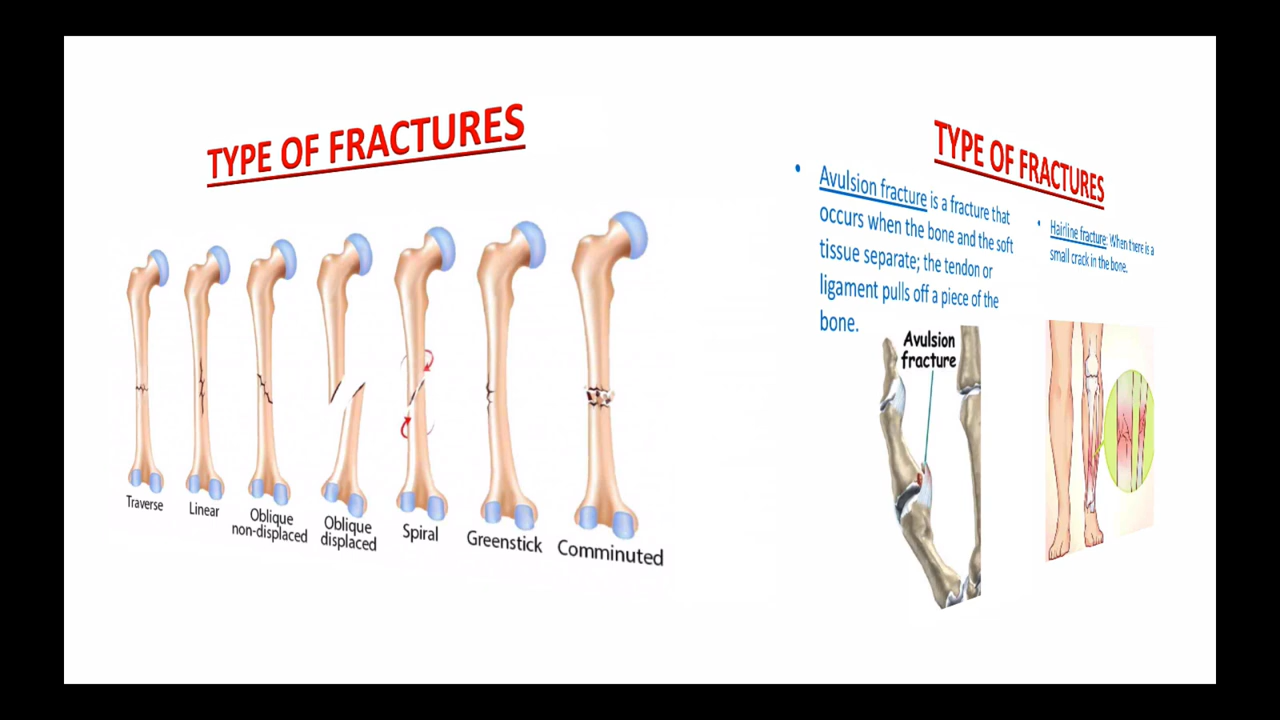 TYPE OF FRACTURES
Traverse
Linear
Oblique
non-displaced
Oblique
displaced
Spiral
Greenstick
Comminuted
TYPE OF FRACTURES
• Avulsion fracture is a fracture that
occurs when the bone and the soft
tissue separate; the tendon or
ligament pulls off a piece of the
bone.
Avulsion
fracture
• Hairline fracture: When there is a
small crack in the bone.